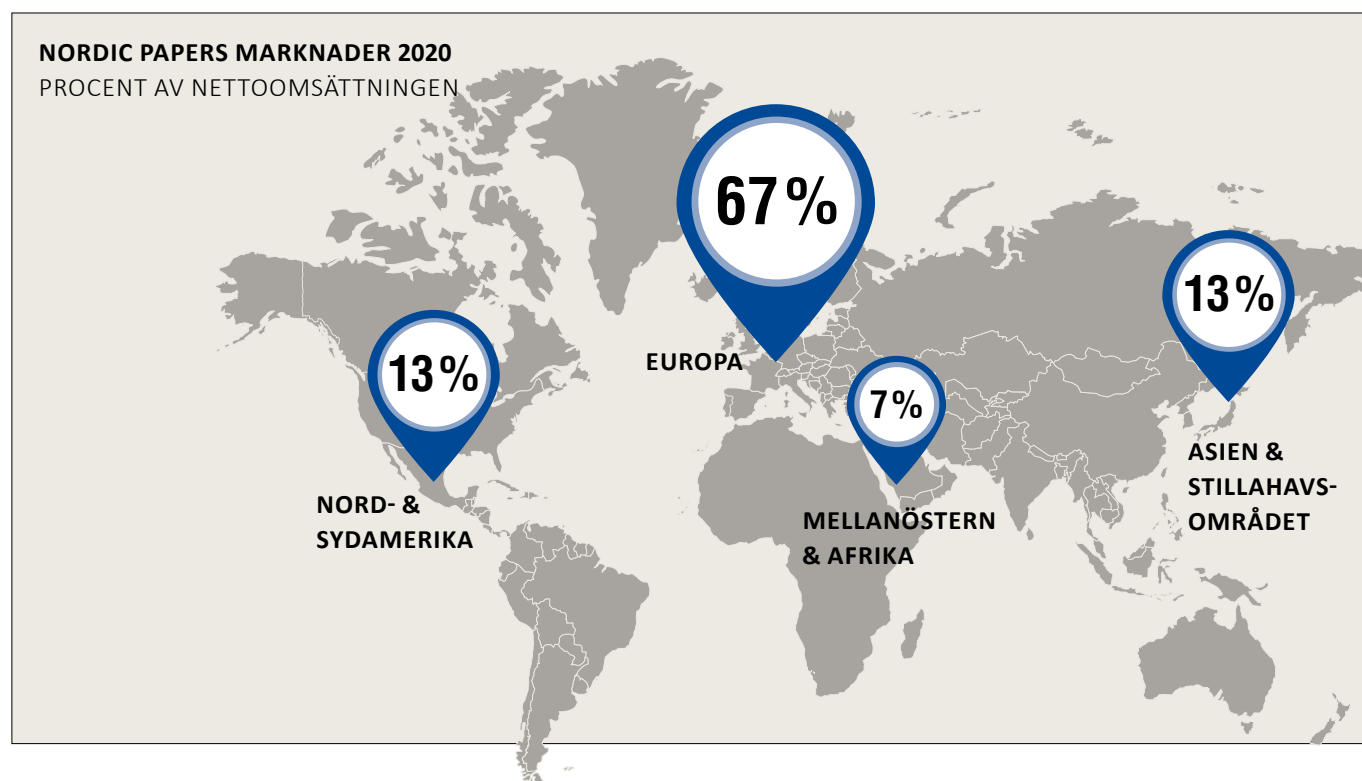 NORDIC PAPERS MARKNADER 2020
PROCENT AV NETTOOMSÄTTNINGEN
67 %
13 %
13 %
EUROPA
7 %
ASIEN &
STILLAHAVS-
OMRÅDET
NORD- &
SYDAMERIKA
MELLANÖSTERN
& AFRIKA